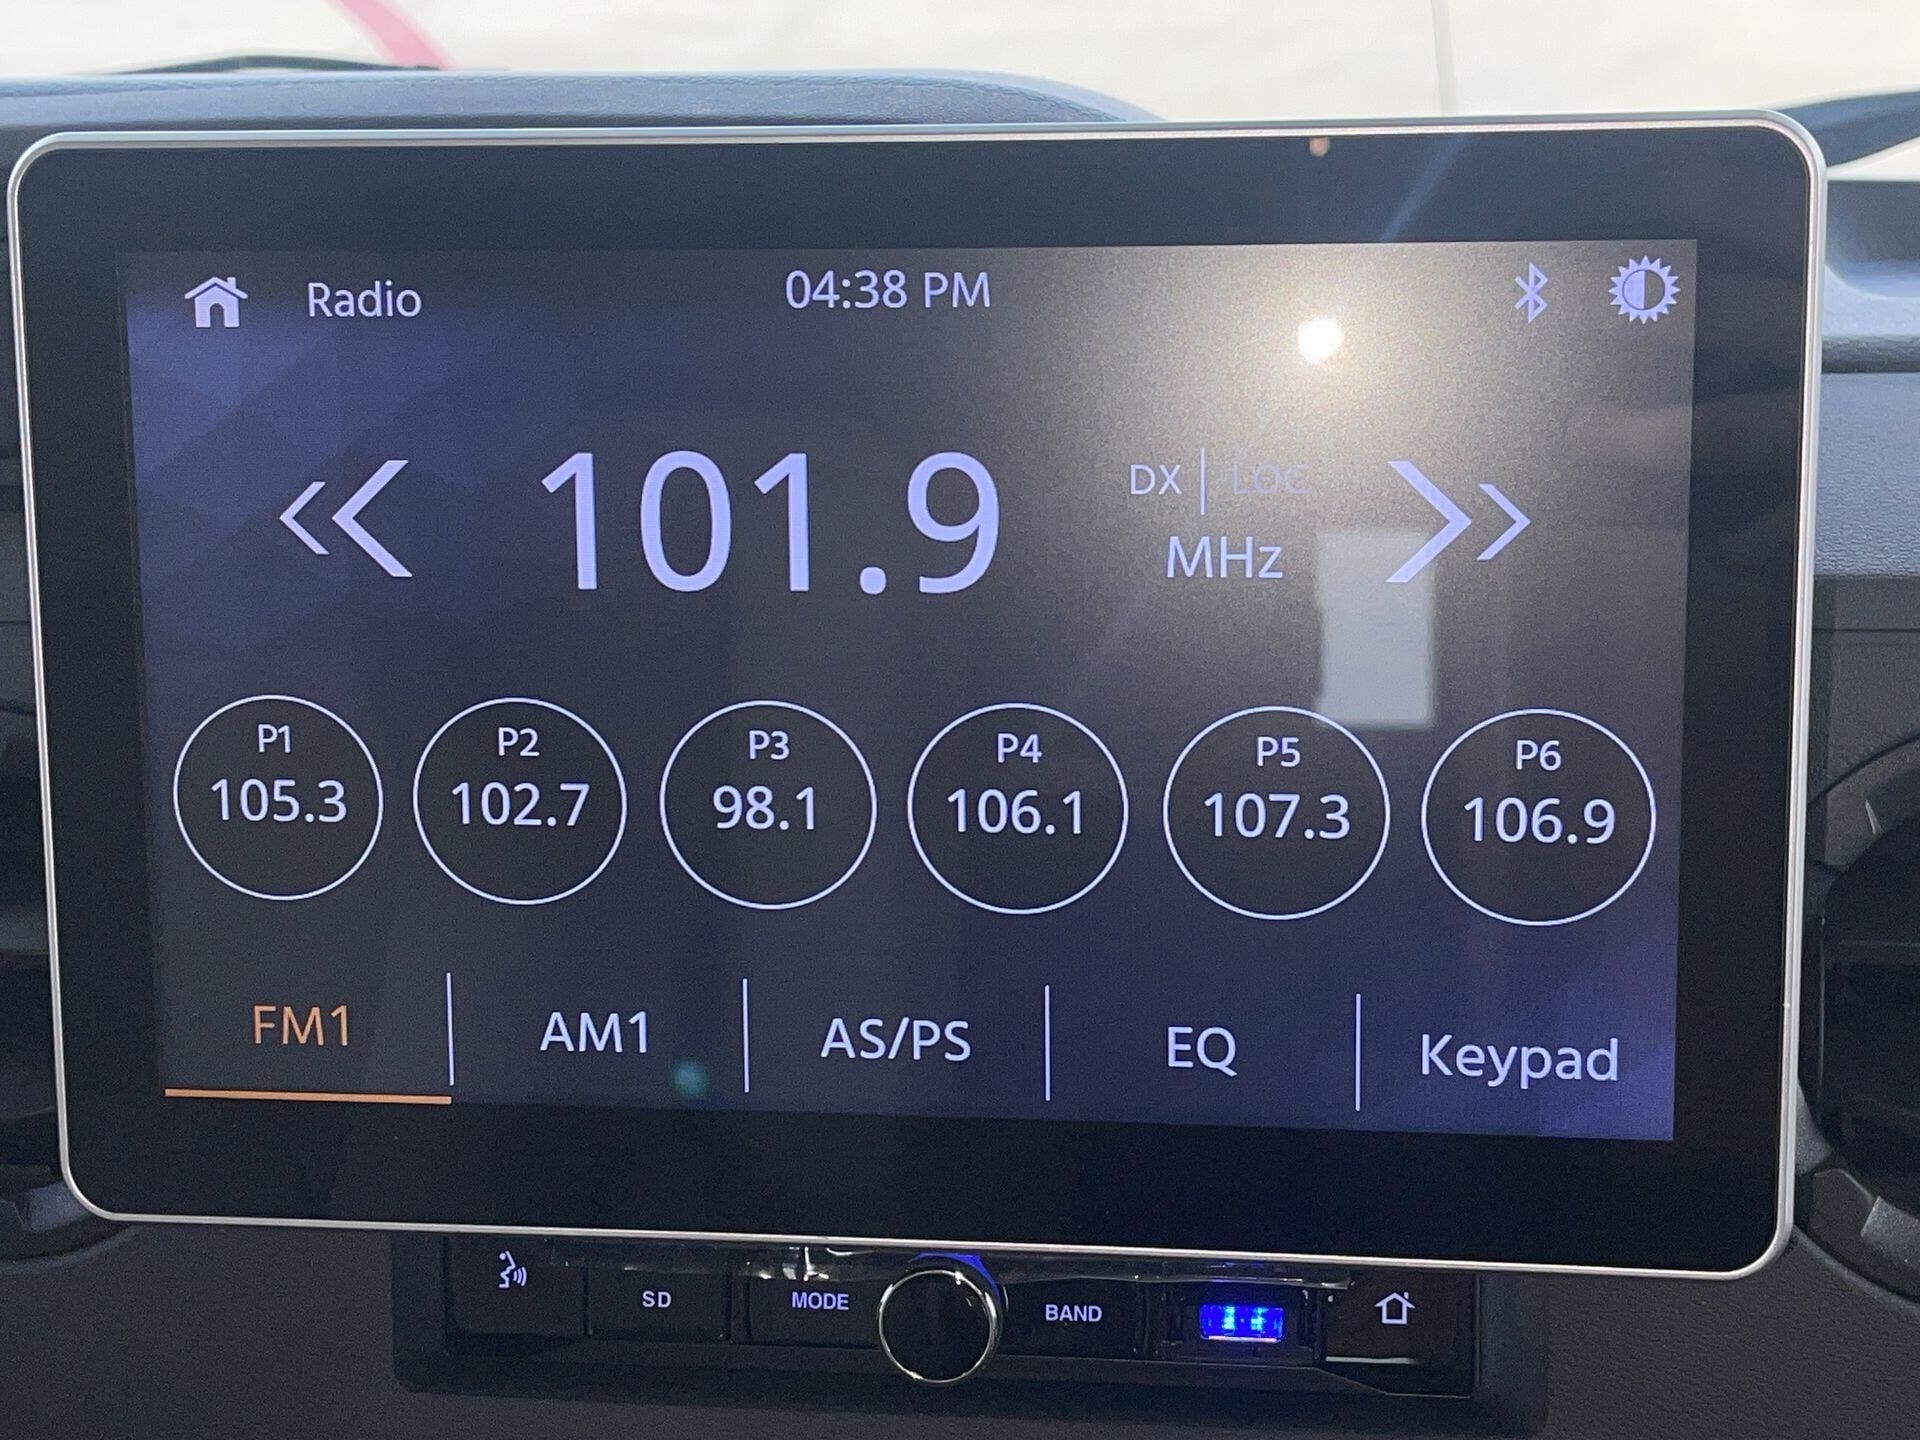 Radio
04:38 PM
101.9
DX | LOC
MHz
P1
105.3
P2
102.7
P3
98.1
P4
106.1
P5
107.3
P6
106.9
FM1
AM1
AS/PS
EQ
Keypad
SD
MODE
BAND